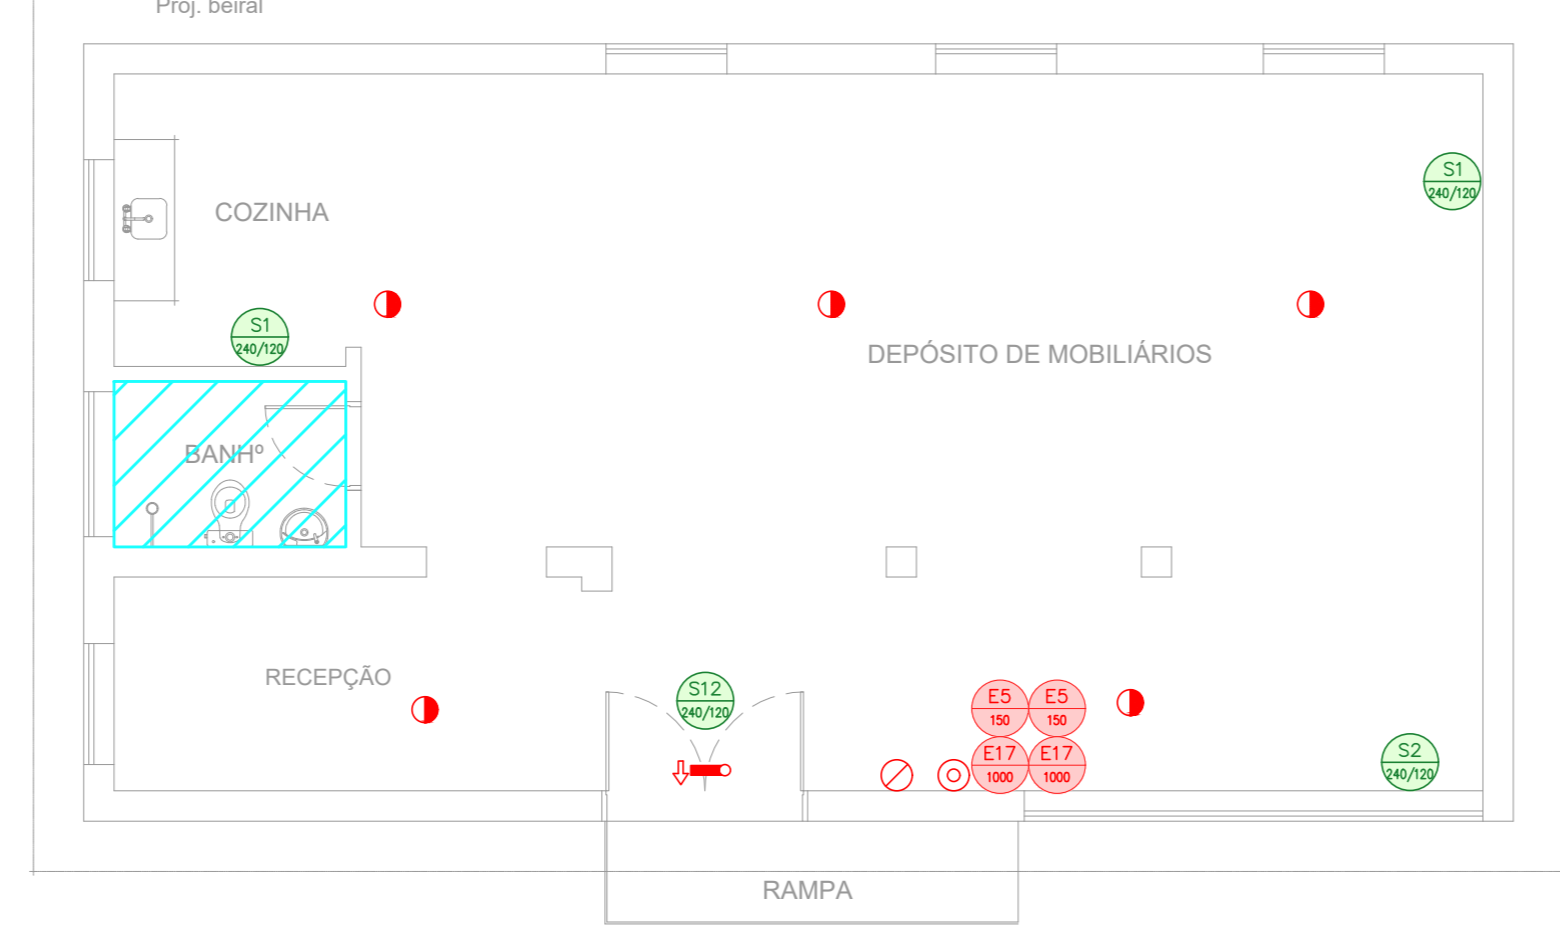 Proj. beiral
S1
240/120
COZINHA
S1
240/120
DEPÓSITO DE MOBILIÁRIOS
BANHº
RECEPÇÃO
S12
240/120
E5
150
E5
150
E17
1000
E17
1000
S2
240/120
RAMPA